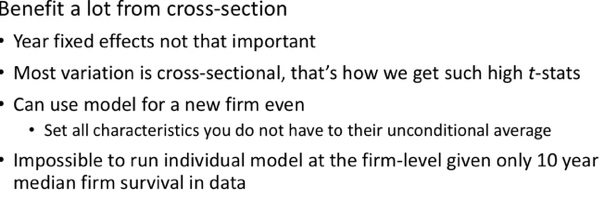 Benefit a lot from cross-section
• Year fixed effects not that important
• Most variation is cross-sectional, that's how we get such high t-stats
• Can use model for a new firm even
• Set all characteristics you do not have to their unconditional average
• Impossible to run individual model at the firm-level given only 10 year
median firm survival in data